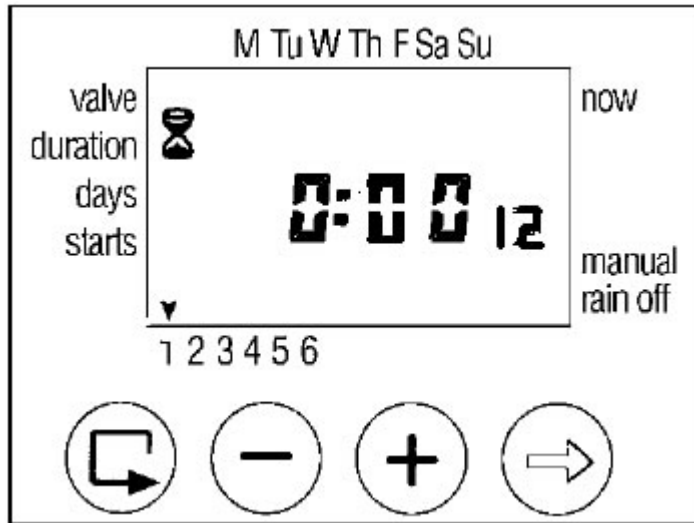 M Tu W Th F Sa Su
valve
now
duration
days
0:00 12
starts
manual
rain off
1 2 3 4 5 6